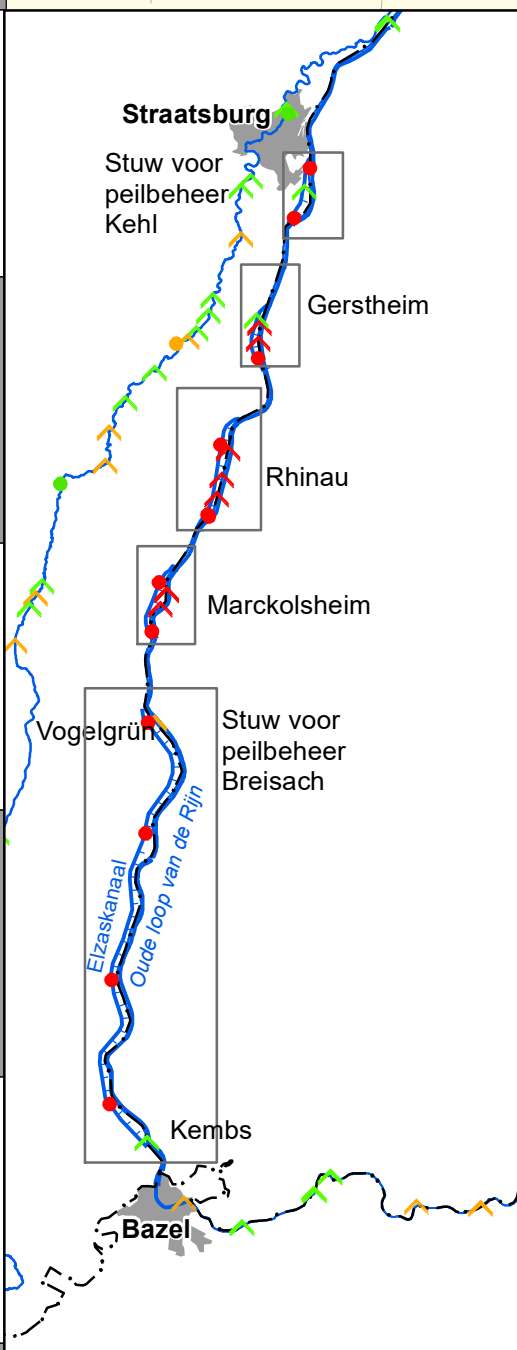 Straatsburg
Stuw voor
peilbeheer
Kehl
Gerstheim
Rhinau
Marckolsheim
Vogelgrün
Stuw voor
peilbeheer
Breisach
Elzaskanaal
Oude loop van de Rijn
Kembs
Bazel